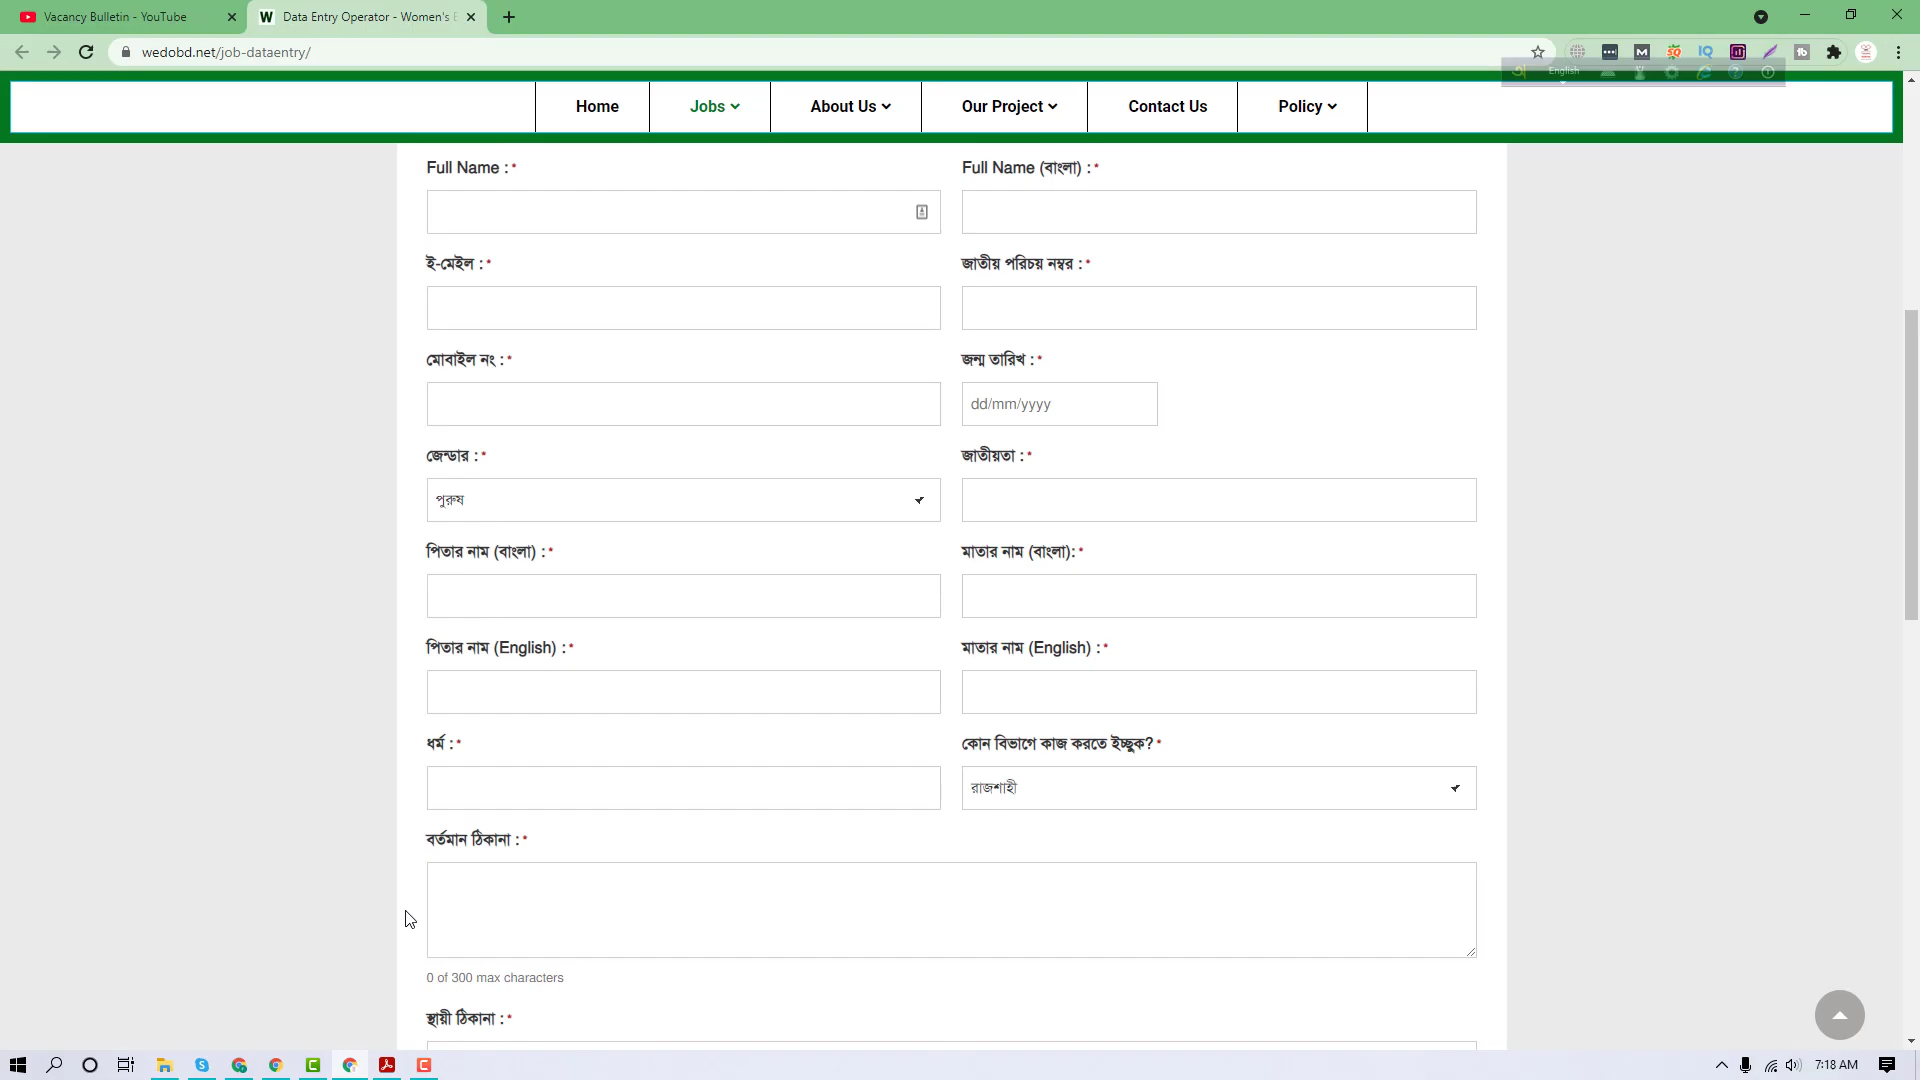 Vacancy Bulletin - YouTube
Data Entry Operator - Women's E
wedobd.net/job-dataentry/
English
Home
Jobs
About Us
Our Project
Contact Us
Policy
Full Name : *
Full Name (বাংলা) : *
ই-মেইল : *
জাতীয় পরিচয় নম্বর : *
মোবাইল নং : *
জন্ম তারিখ : *
dd/mm/yyyy
জেন্ডার : *
জাতীয়তা : *
পুরুষ
পিতার নাম (বাংলা) : *
মাতার নাম (বাংলা): *
পিতার নাম (English) : *
মাতার নাম (English) : *
ধর্ম : *
কোন বিভাগে কাজ করতে ইচ্ছুক? *
রাজশাহী
বর্তমান ঠিকানা : *
0 of 300 max characters
স্থায়ী ঠিকানা : *
7:18 AM